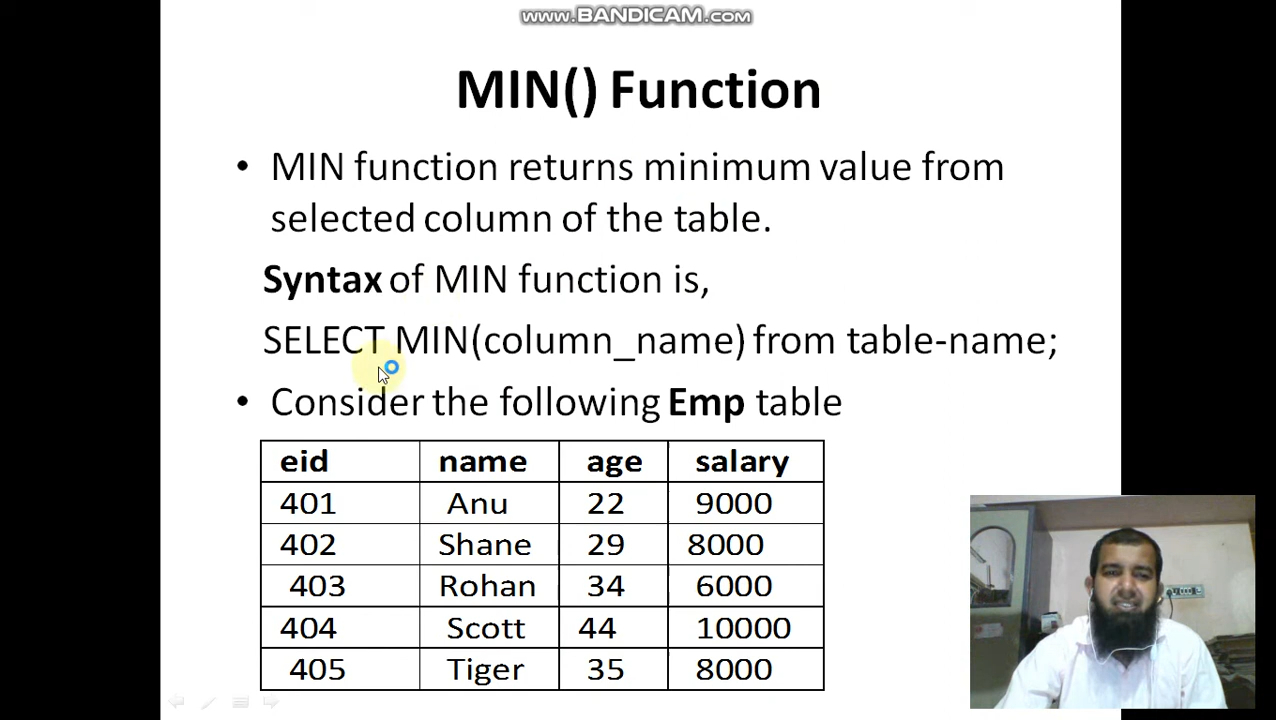 www.BANDICAM.com
MIN() Function
• MIN function returns minimum value from
selected column of the table.
Syntax of MIN function is,
SELECT MIN(column_name) from table-name;
• Consider the following Emp table
eid name age salary
401 Anu 22 9000
402 Shane 29 8000
403 Rohan 34 6000
404 Scott 44 10000
405 Tiger 35 8000